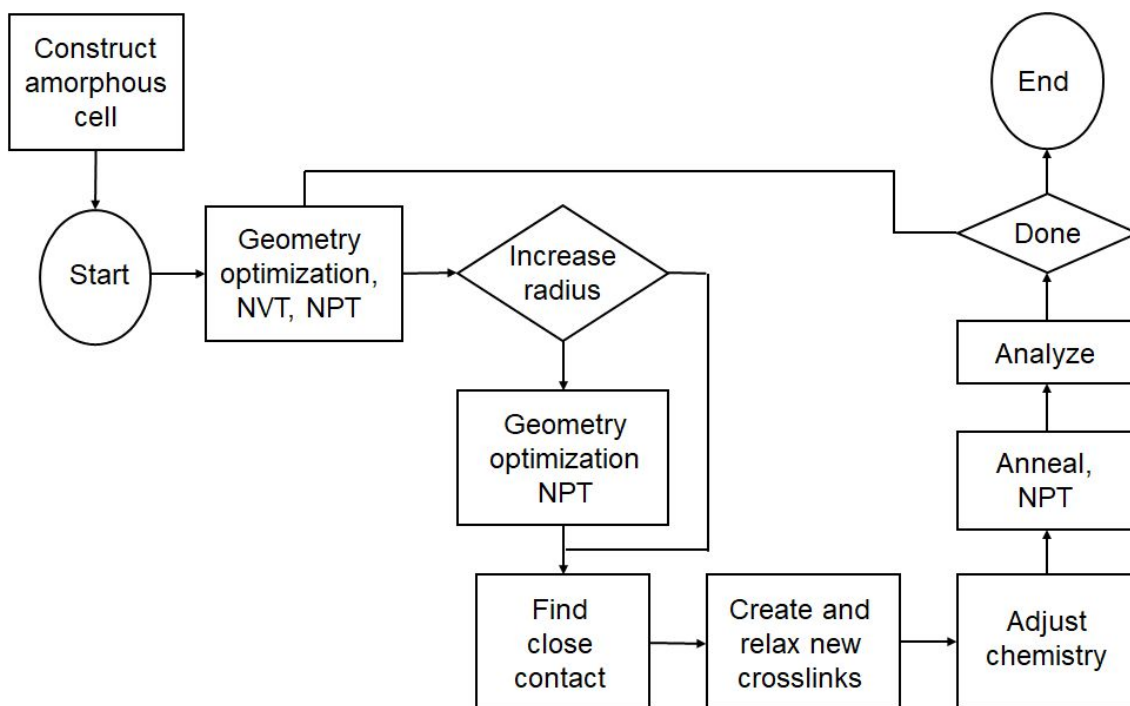 Construct
amorphous
cell
Start
Geometry
optimization,
NVT, NPT
Increase
radius
Geometry
optimization
NPT
Find
close
contact
Create and
relax new
crosslinks
Adjust
chemistry
Anneal,
NPT
Analyze
Done
End